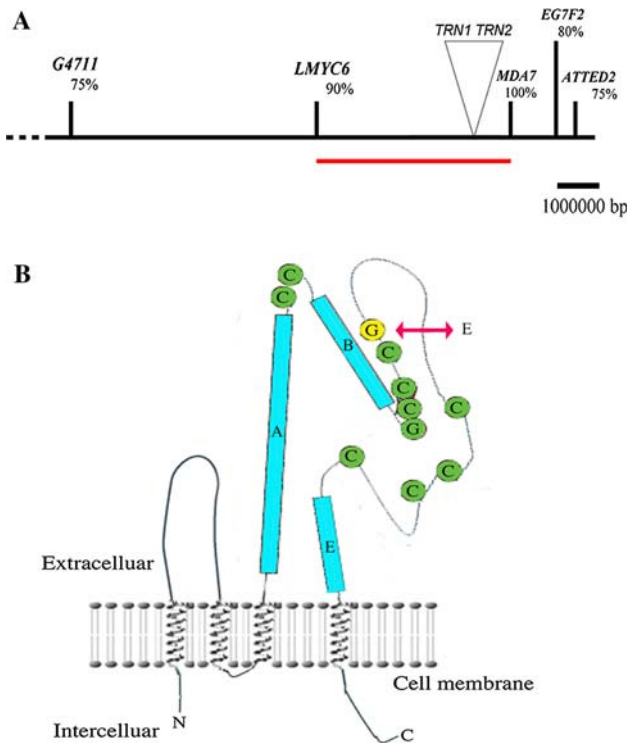 A
TRN1 TRN2
EG7F2
80%
G4711
75%
LMYC6
90%
MDA7
100%
ATTED2
75%
1000000 bp
B
C
C
B
G
E
C
C
C
G
C
C
C
C
A
E
Extracelluar
Cell membrane
Intercelluar
N
C